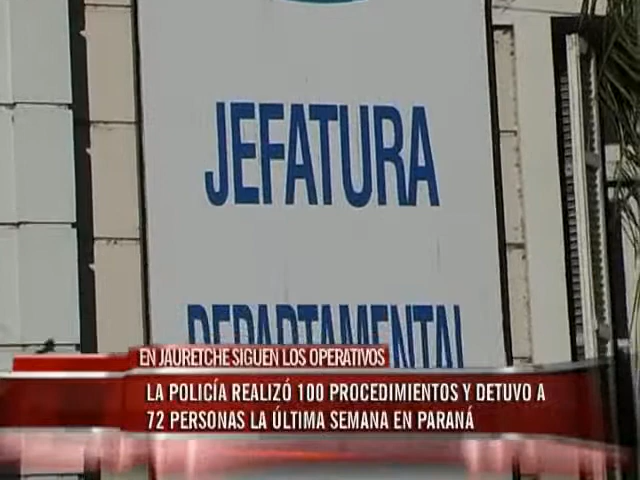 JEFATURA
DEPARTAMENTAL
EN JAURETCHE SIGUEN LOS OPERATIVOS
LA POLICÍA REALIZÓ 100 PROCEDIMIENTOS Y DETUVO A
72 PERSONAS LA ÚLTIMA SEMANA EN PARANÁ